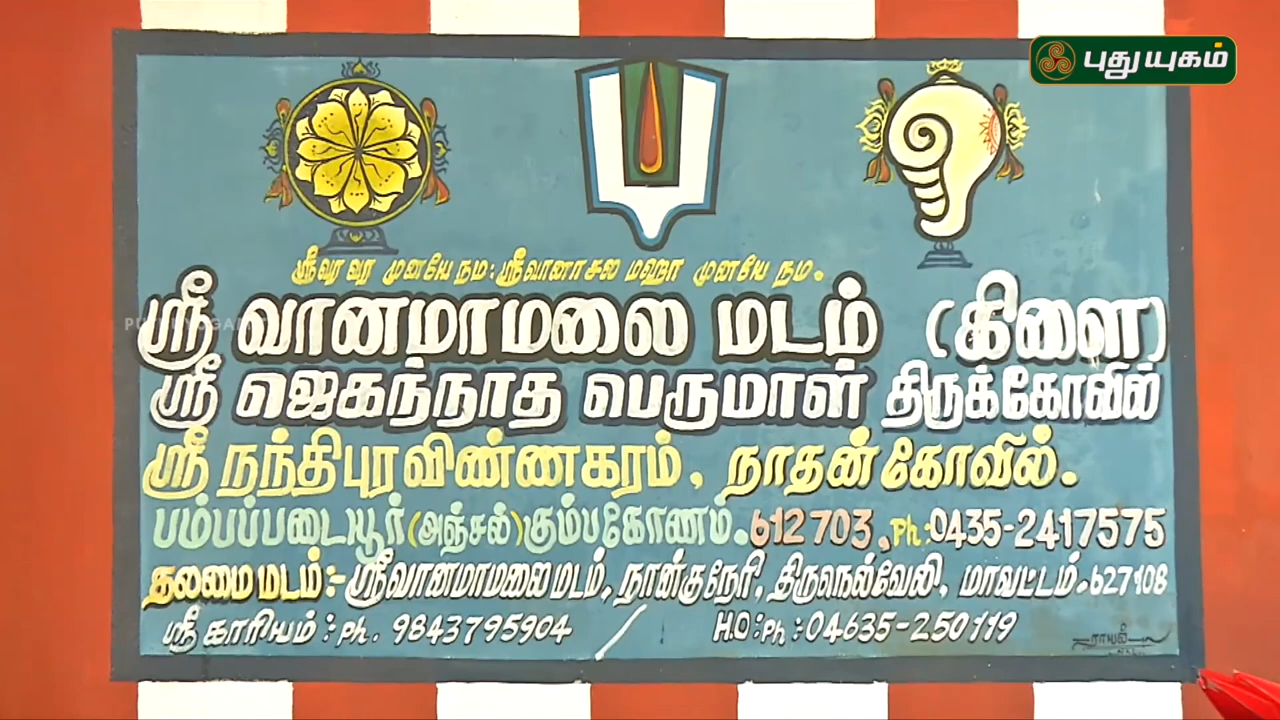 புதுயுகம்
ஸ்ரீவர வர முனயே நம: ஸ்ரீவானாசல மஹா முனயே நம.
ஸ்ரீ வானமாமலை மடம் (கிளை)
ஸ்ரீ ஜெகந்நாத பெருமாள் திருக்கோவில்
ஸ்ரீ நந்திபுரவிண்ணகரம், நாதன் கோவில்.
பம்பப்படையூர் (அஞ்சல்) கும்பகோணம். 612 703, Ph: 0435-2417575
தலமை மடம்:- ஸ்ரீவானமாமலை மடம், நான்குநேரி, திருநெல்வேலி, மாவட்டம். 627108
ஸ்ரீ காரியம் : Ph. 9843795904 / H.O : Ph : 04635-250119